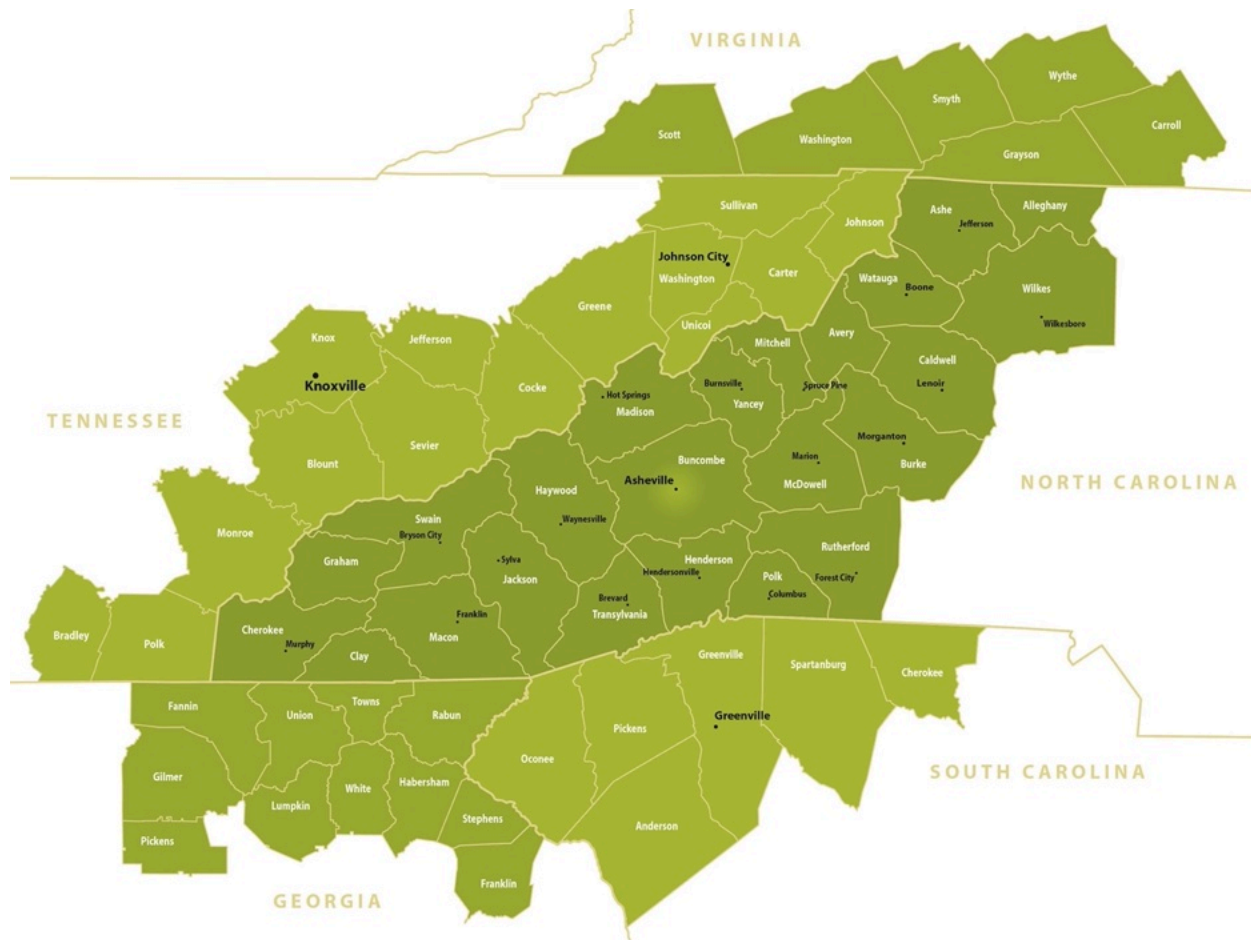 VIRGINIA
Wythe
Smyth
Carroll
Scott
Washington
Grayson
Sullivan
Johnson
Ashe
Alleghany
Jefferson
Johnson City
Washington
Carter
Watauga
Boone
Wilkes
Wilkesboro
Greene
Unicoi
Mitchell
Avery
Knox
Jefferson
Caldwell
Lenoir
Knoxville
Cocke
Hot Springs
Madison
Burnsville
Yancey
Spruce Pine
TENNESSEE
Sevier
Blount
Buncombe
Asheville
Marion
McDowell
Morganton
Burke
NORTH CAROLINA
Haywood
Waynesville
Swain
Bryson City
Monroe
Graham
Sylva
Jackson
Henderson
Hendersonville
Rutherford
Forest City
Polk
Columbus
Brevard
Transylvania
Franklin
Macon
Cherokee
Murphy
Clay
Bradley
Polk
Greenville
Spartanburg
Cherokee
Fannin
Union
Towns
Rabun
Pickens
Greenville
Oconee
Gilmer
White
Habersham
Lumpkin
Stephens
Anderson
SOUTH CAROLINA
Pickens
Franklin
GEORGIA